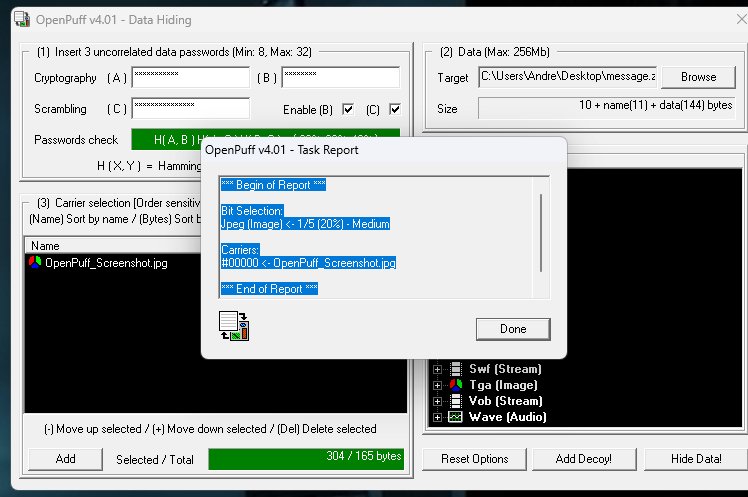 OpenPuff v4.01 - Data Hiding
(1) Insert 3 uncorrelated data passwords (Min: 8, Max: 32)
Cryptography (A) *********** (B) ********
Scrambling (C) *************** Enable (B) (C)
Passwords check
H(X,Y) = Hamming
(2) Data (Max: 256Mb)
Target C:\Users\Andre\Desktop\message.z Browse
Size 10 + name(11) + data(144) bytes
OpenPuff v4.01 - Task Report
*** Begin of Report ***
Bit Selection:
Jpeg (Image) <- 1/5 (20%) - Medium
Carriers:
#00000 <- OpenPuff_Screenshot.jpg
*** End of Report ***
Done
(3) Carrier selection [Order sensitiv
(Name) Sort by name / (Bytes) Sort b
Name
OpenPuff_Screenshot.jpg
(-) Move up selected / (+) Move down selected / (Del) Delete selected
Add Selected / Total 304 / 165 bytes
Swf (Stream)
Tga (Image)
Vob (Stream)
Wave (Audio)
Reset Options Add Decoy! Hide Data!